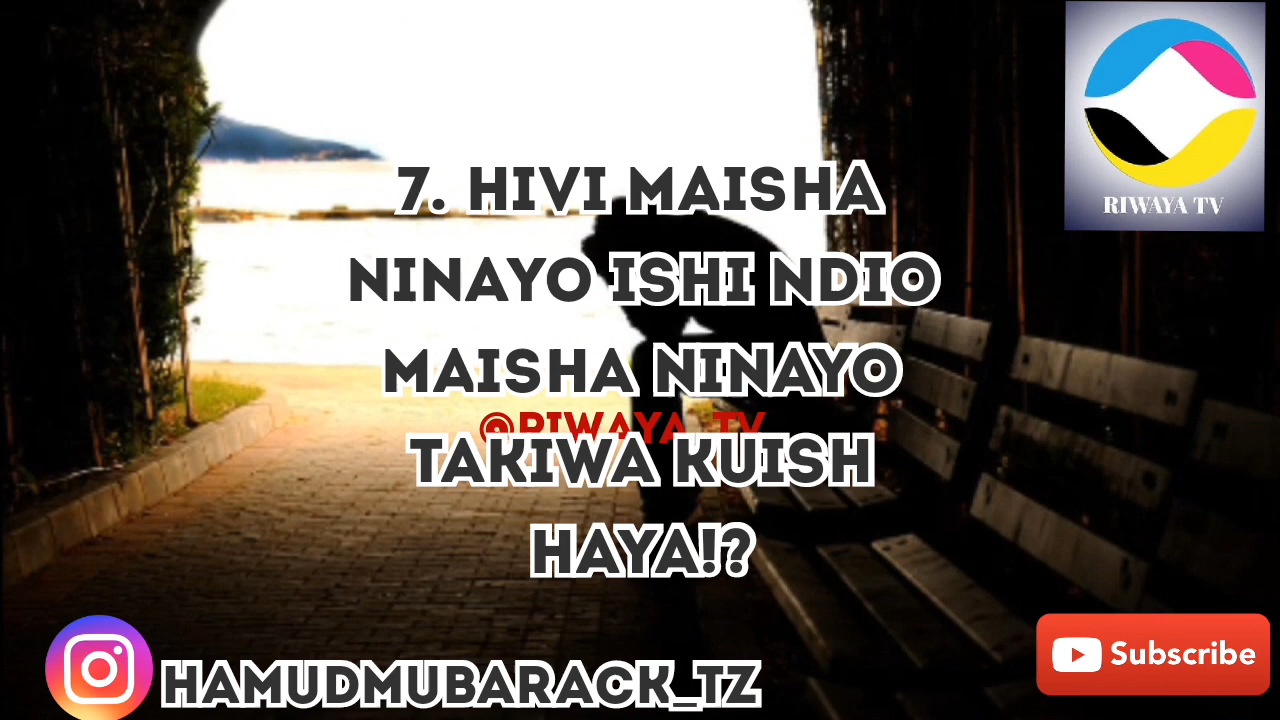 RIWAYA TV
7. HIVI MAISHA
NINAYO ISHI NDIO
MAISHA NINAYO
@RIWAYA_TV
TAKIWA KUISH
HAYA!?
HAMUDMUBARACK_TZ
Subscribe